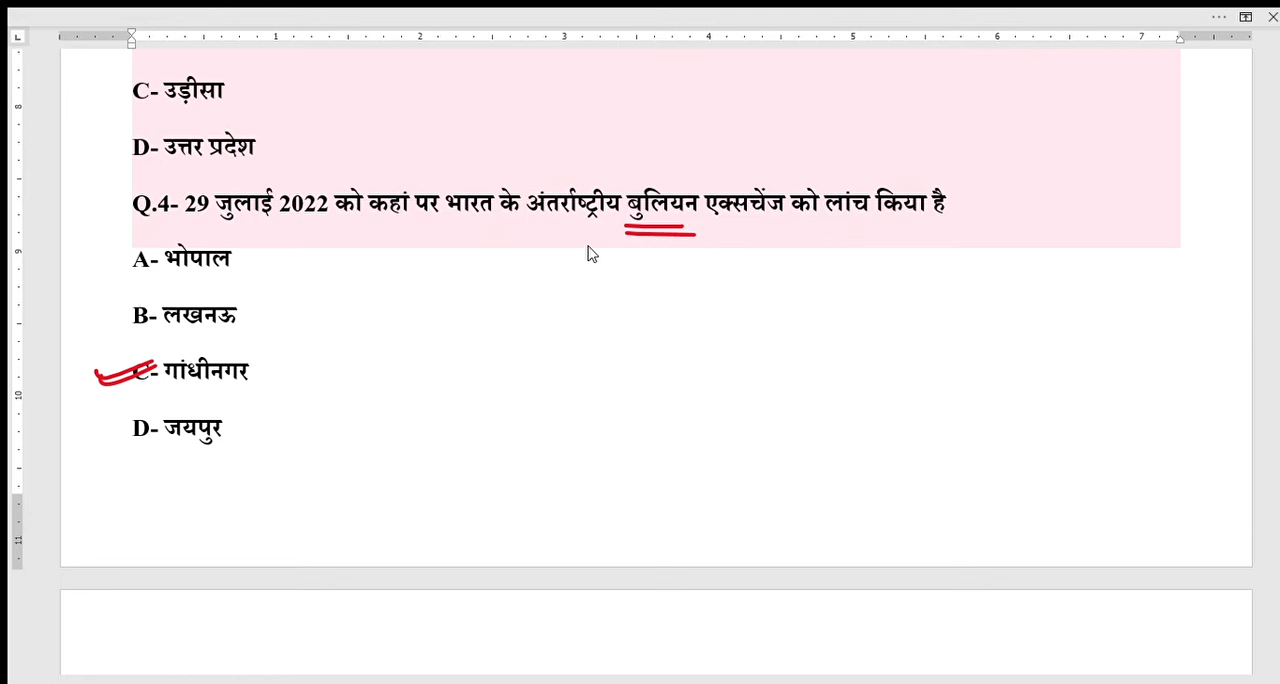 C- उड़ीसा
D- उत्तर प्रदेश
Q.4- 29 जुलाई 2022 को कहां पर भारत के अंतर्राष्ट्रीय बुलियन एक्सचेंज को लांच किया है
A- भोपाल
B- लखनऊ
C- गांधीनगर
D- जयपुर